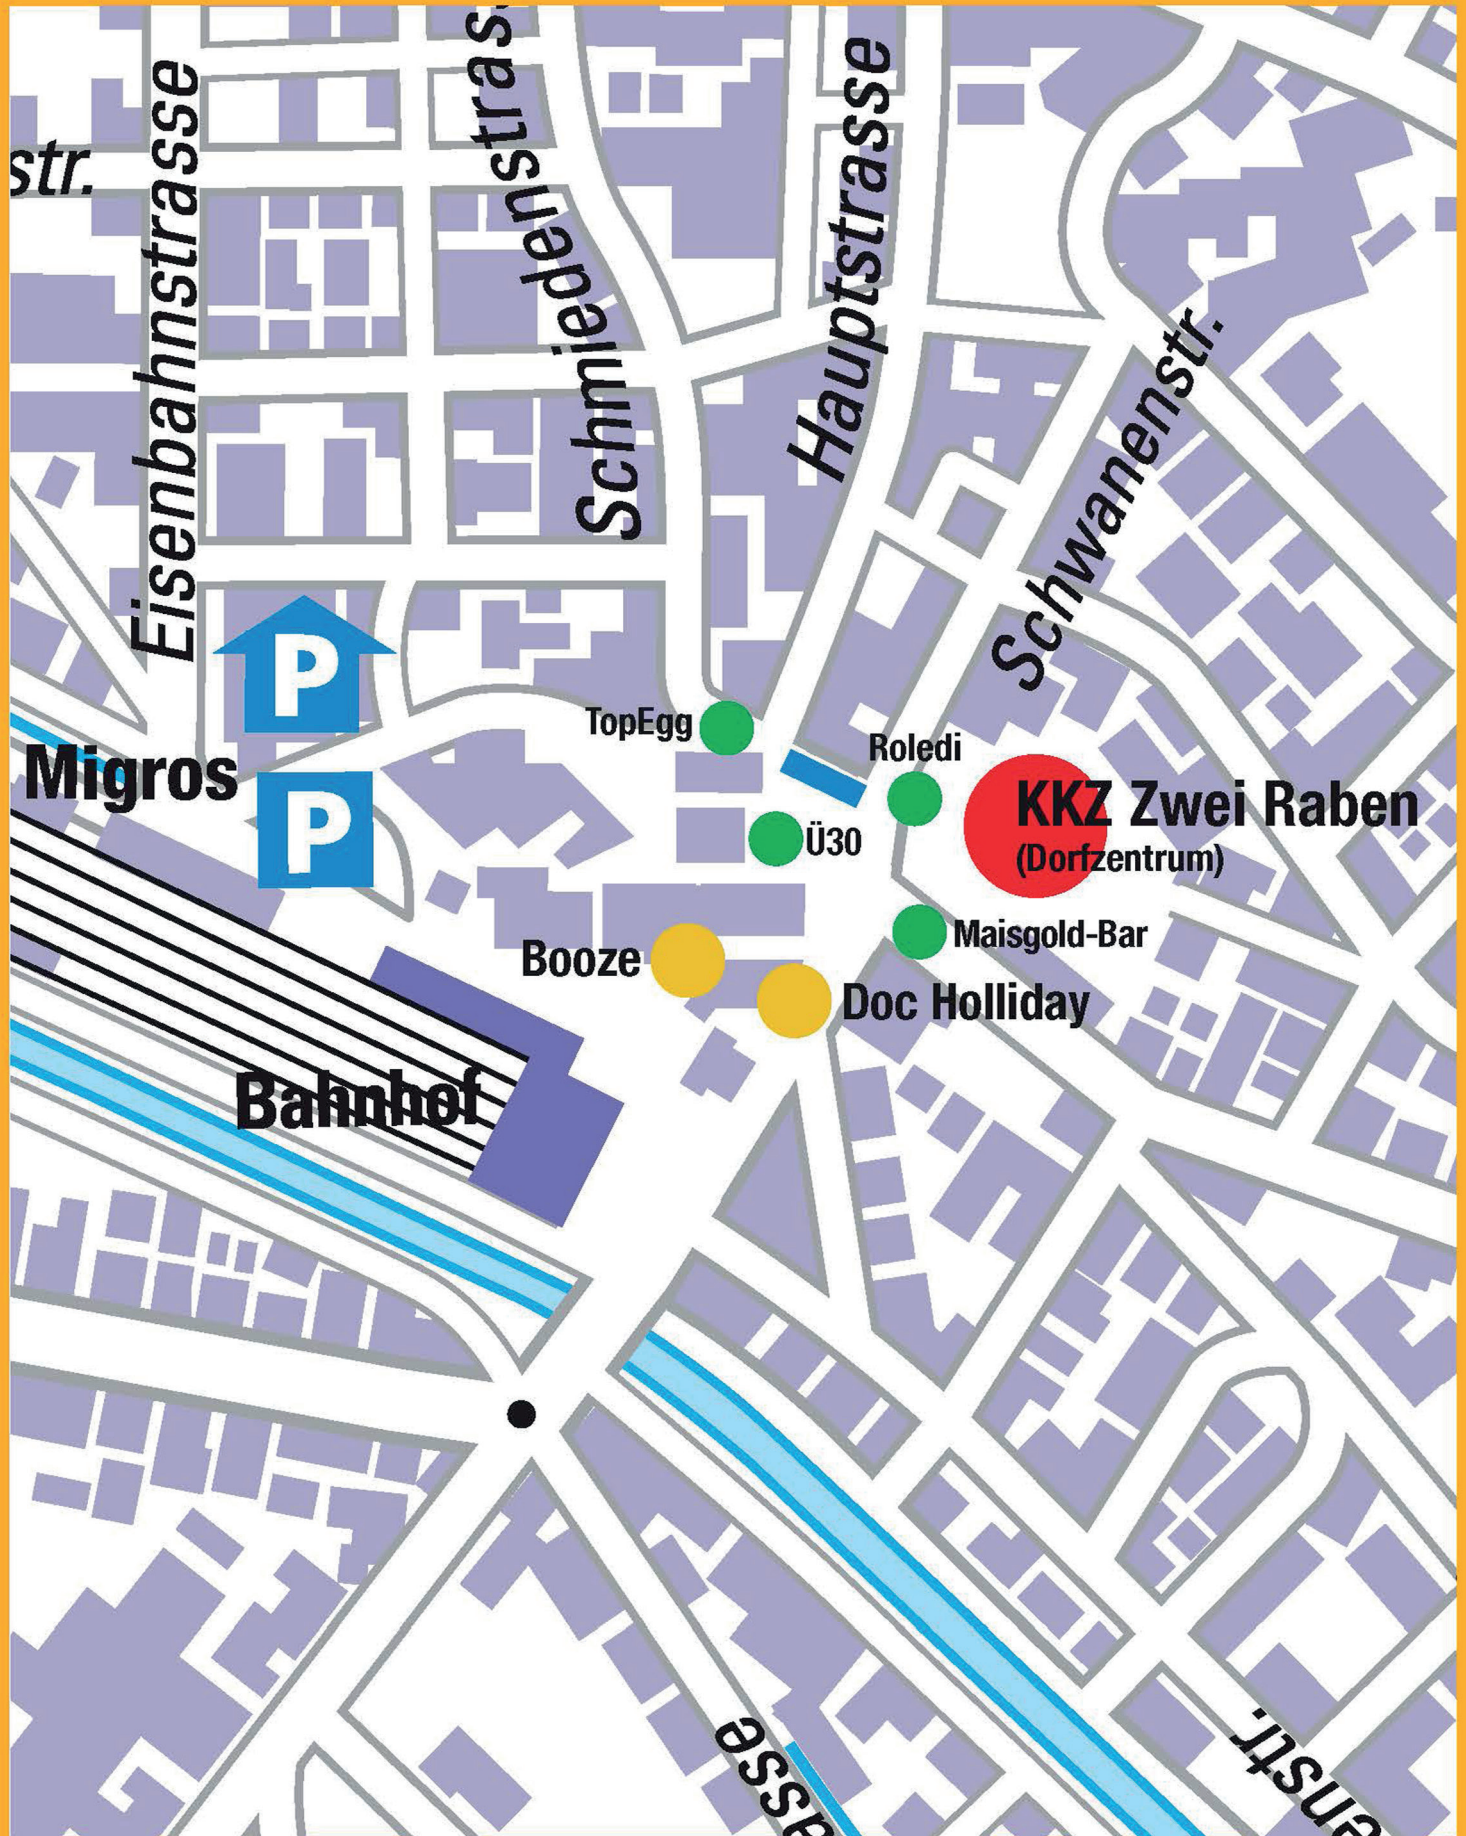 str.
Eisenbahnstrasse
Schmiedenstras
Hauptstrasse
Schwanenstr.
P
TopEgg
Roledi
Migros
P
KKZ Zwei Raben
(Dorfzentrum)
Ü30
Maisgold-Bar
Booze
Doc Holliday
Bahnhof
asse
enstr.